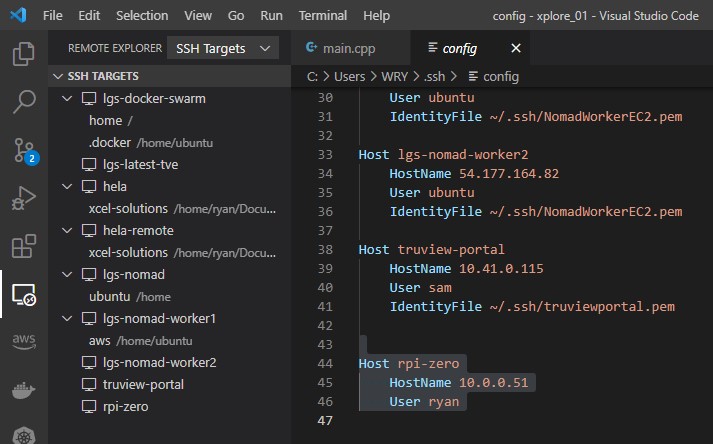 File Edit Selection View Go Run Terminal Help config - xplore_01 - Visual Studio Code
REMOTE EXPLORER SSH Targets
SSH TARGETS
lgs-docker-swarm
home /
.docker /home/ubuntu
lgs-latest-tve
hela
xcel-solutions /home/ryan/Docu...
hela-remote
xcel-solutions /home/ryan/Docu...
lgs-nomad
ubuntu /home
lgs-nomad-worker1
aws /home/ubuntu
lgs-nomad-worker2
truview-portal
rpi-zero
2
aws
main.cpp config
C: > Users > WRY > .ssh > config
30 User ubuntu
31 IdentityFile ~/.ssh/NomadWorkerEC2.pem
32
33 Host lgs-nomad-worker2
34 HostName 54.177.164.82
35 User ubuntu
36 IdentityFile ~/.ssh/NomadWorkerEC2.pem
37
38 Host truview-portal
39 HostName 10.41.0.115
40 User sam
41 IdentityFile ~/.ssh/truviewportal.pem
42
43
44 Host rpi-zero
45 HostName 10.0.0.51
46 User ryan
47